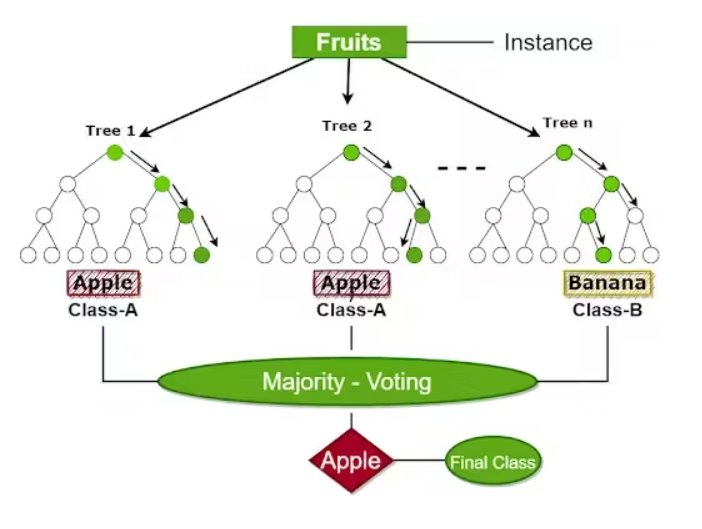 Fruits
Instance
Tree 1
Tree 2
Tree n
Apple
Class-A
Apple
Class-A
Banana
Class-B
Majority - Voting
Apple
Final Class